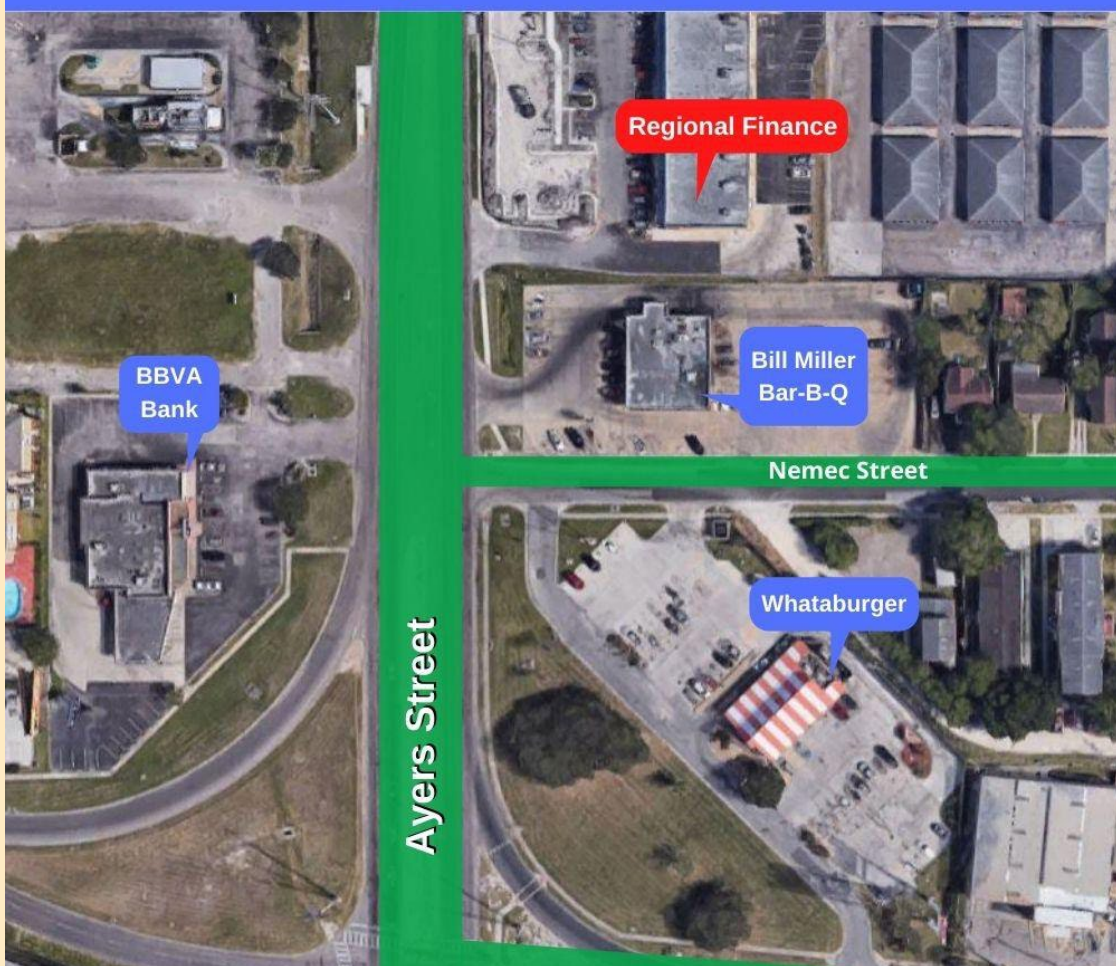 Regional Finance
BBVA
Bank
Bill Miller
Bar-B-Q
Nemec Street
Whataburger
Ayers Street